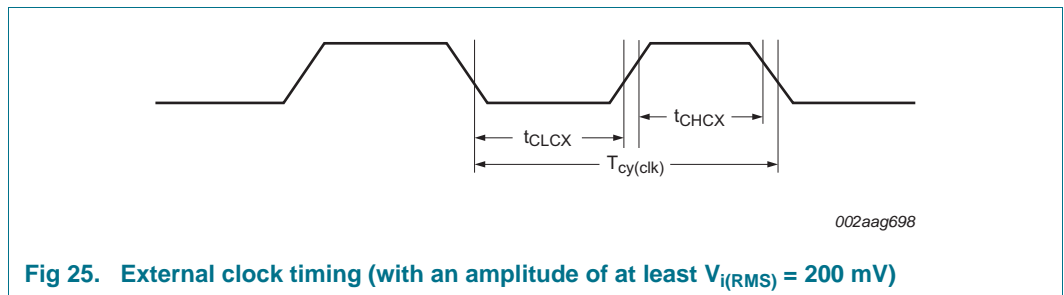 tCLCX
tCHCX
Tcy(clk)
002aag698
Fig 25. External clock timing (with an amplitude of at least Vi(RMS) = 200 mV)